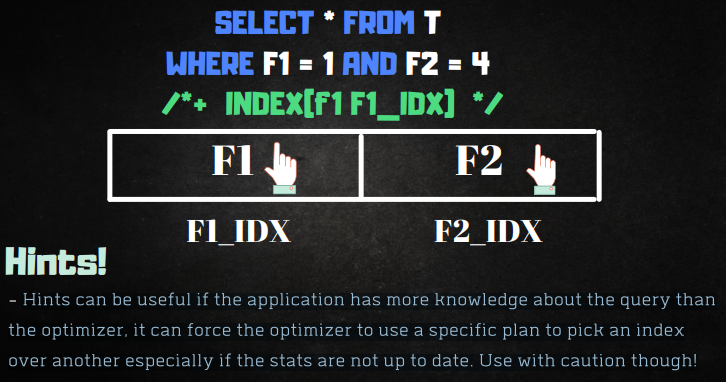 SELECT * FROM T
WHERE F1 = 1 AND F2 = 4
/*+ INDEX[f1 F1_IDX] */
F1 F2
F1_IDX F2_IDX
Hints!
- Hints can be useful if the application has more knowledge about the query than
the optimizer, it can force the optimizer to use a specific plan to pick an index
over another especially if the stats are not up to date. Use with caution though!